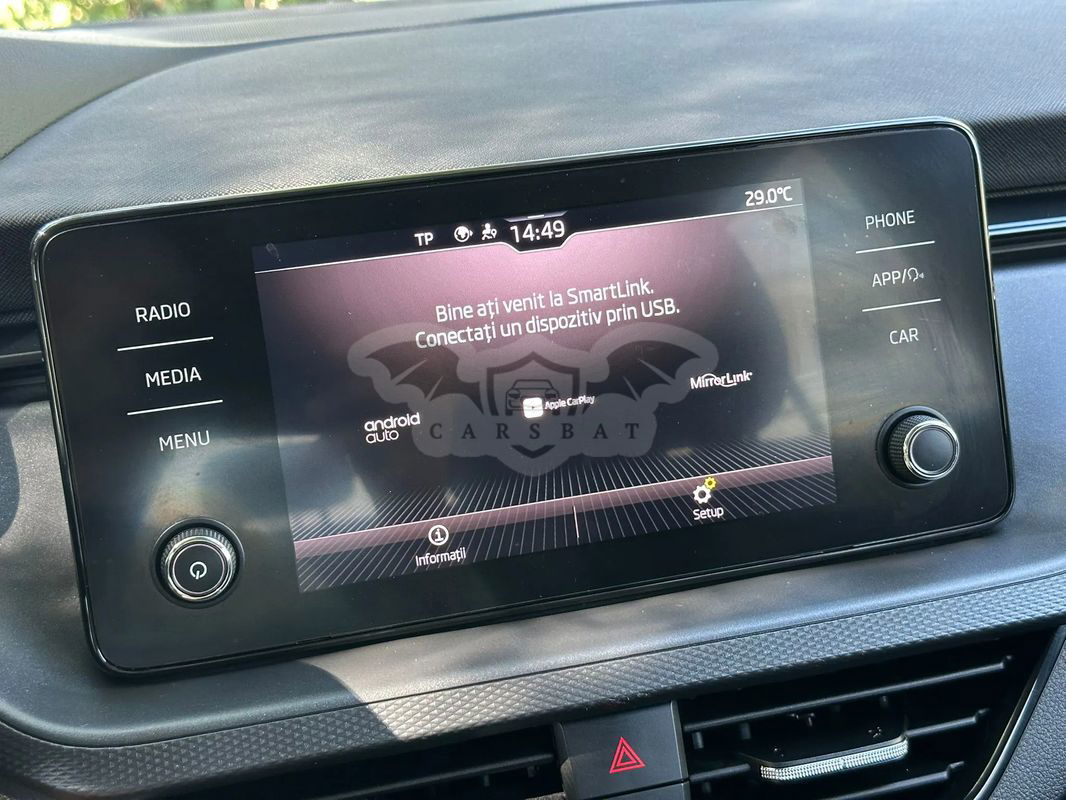 29.0°C
TP 14:49
PHONE
RADIO
APP/
MEDIA
CAR
MENU
Bine ați venit la SmartLink.
Conectați un dispozitiv prin USB.
android
auto
Apple CarPlay
MirrorLink
CARSBAT
Informații
Setup